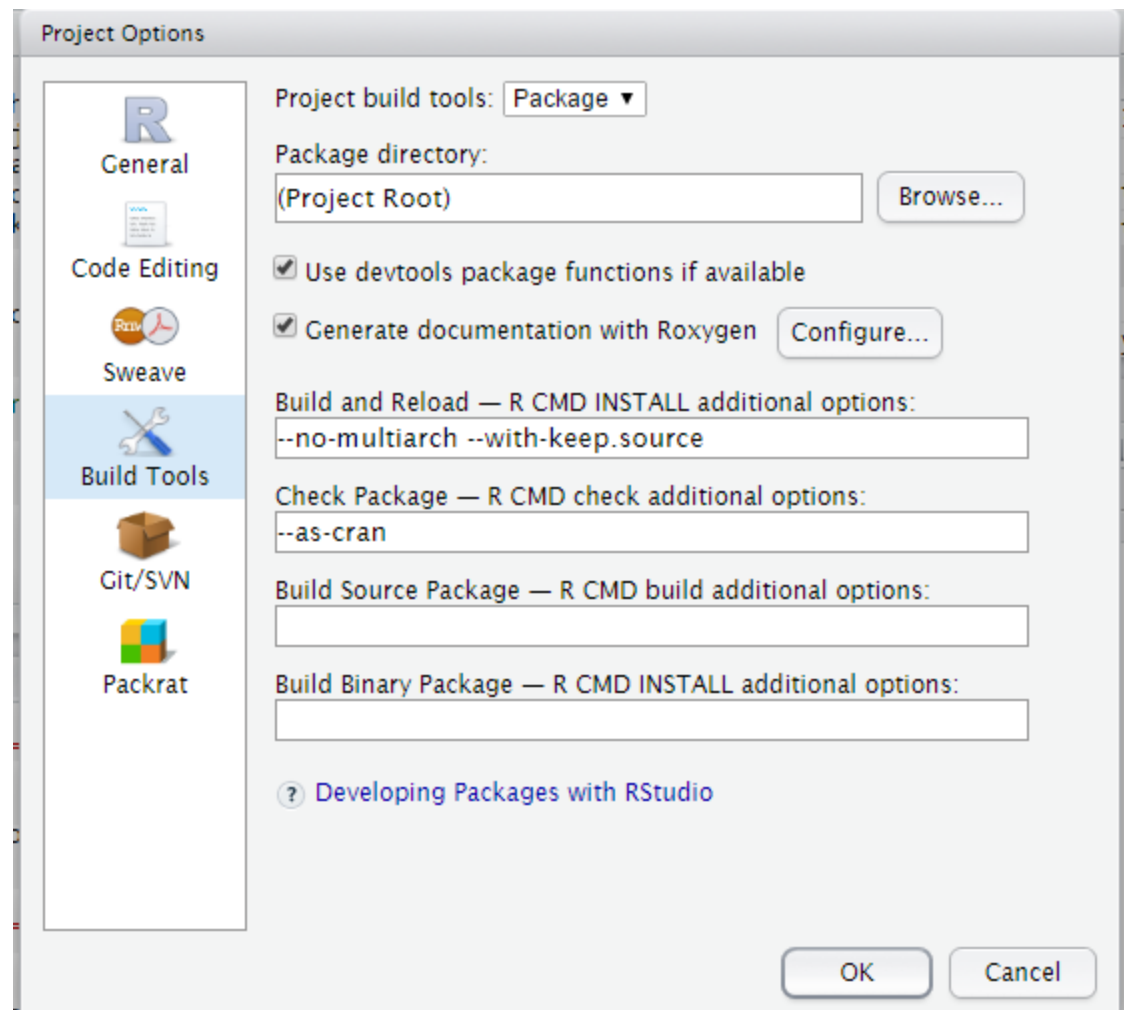 Project Options
General
Code Editing
Rnw
Sweave
Build Tools
Git/SVN
Packrat
Project build tools: Package ▼
Package directory:
(Project Root) Browse...
Use devtools package functions if available
Generate documentation with Roxygen Configure...
Build and Reload — R CMD INSTALL additional options:
--no-multiarch --with-keep.source
Check Package — R CMD check additional options:
--as-cran
Build Source Package — R CMD build additional options:
Build Binary Package — R CMD INSTALL additional options:
? Developing Packages with RStudio
OK Cancel